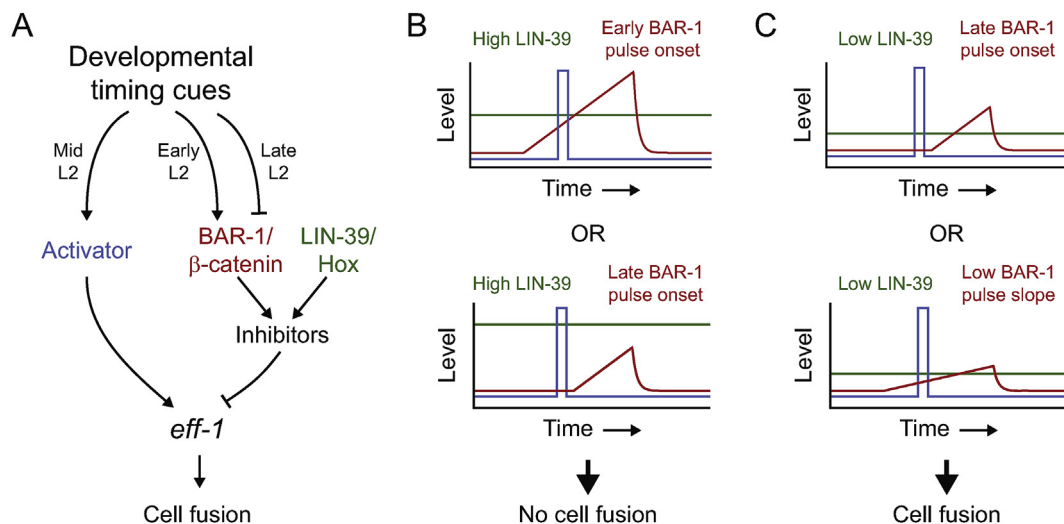 A
Developmental
timing cues
Mid
L2
Early
L2
Late
L2
Activator
BAR-1/
β-catenin
LIN-39/
Hox
Inhibitors
eff-1
Cell fusion
B
High LIN-39
Early BAR-1
pulse onset
Level
Time
OR
High LIN-39
Late BAR-1
pulse onset
Level
Time
No cell fusion
C
Low LIN-39
Late BAR-1
pulse onset
Level
Time
OR
Low LIN-39
Low BAR-1
pulse slope
Level
Time
Cell fusion